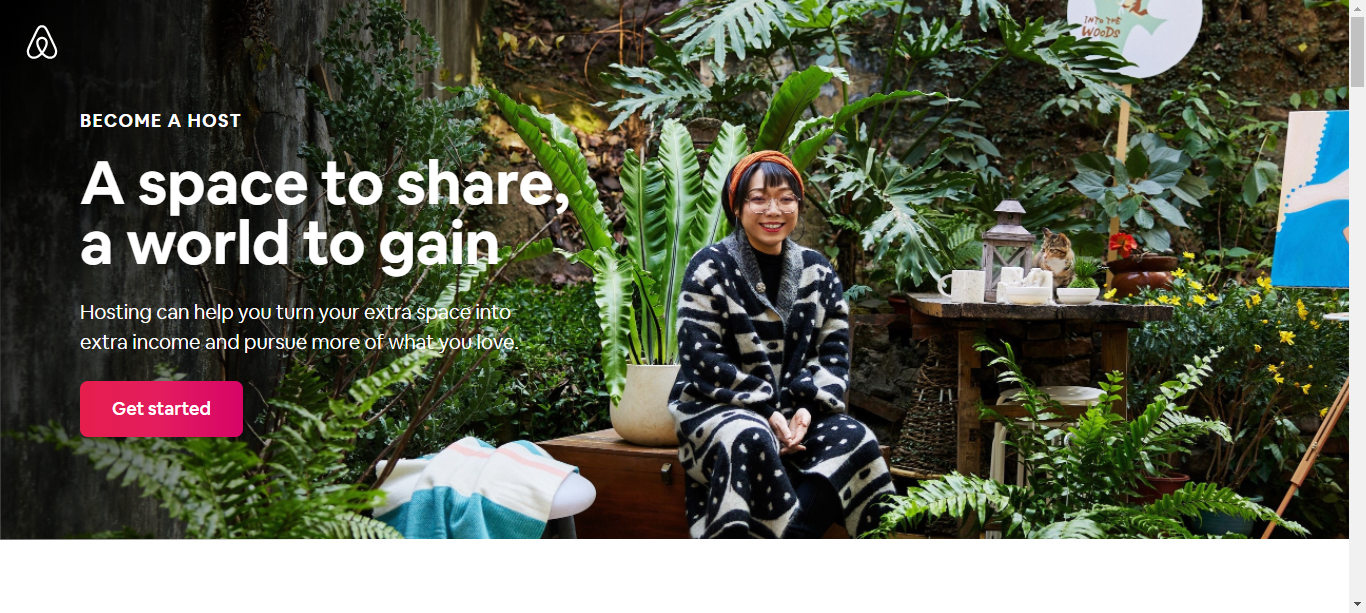 BECOME A HOST
A space to share,
a world to gain
Hosting can help you turn your extra space into
extra income and pursue more of what you love.
Get started
INTO THE
WOODS